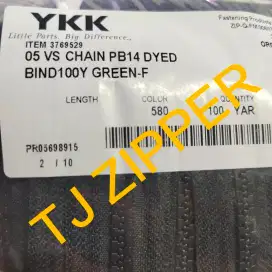 YKK
Fastening Products
Little Parts. Big Difference.
ITEM 3769529
05 VS CHAIN PB14 DYED
BIND100Y GREEN-F
LENGTH COLOR QUANTITY
580 100 YAR
PR05698915
2 / 10
TJ ZIPPER